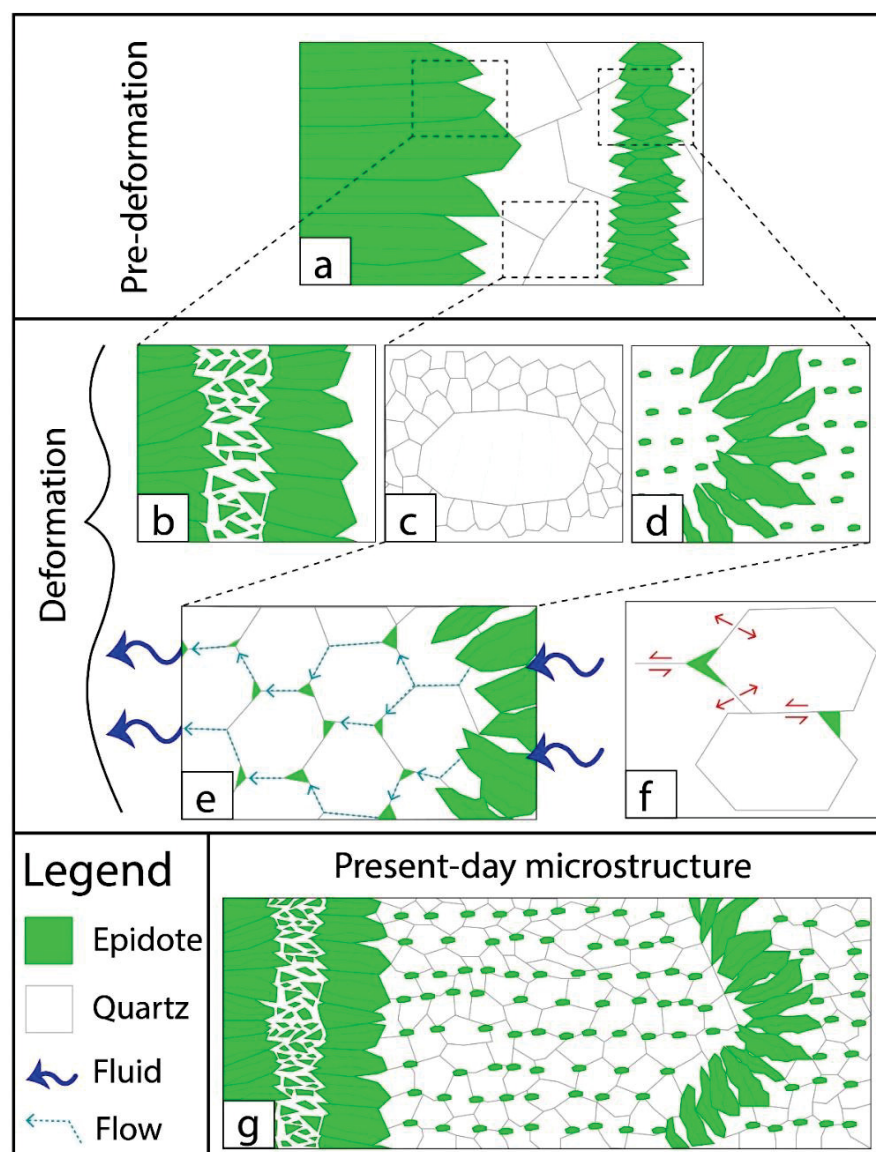 Pre-deformation
a
Deformation
b
c
d
e
f
Legend
Epidote
Quartz
Fluid
Flow
Present-day microstructure
g